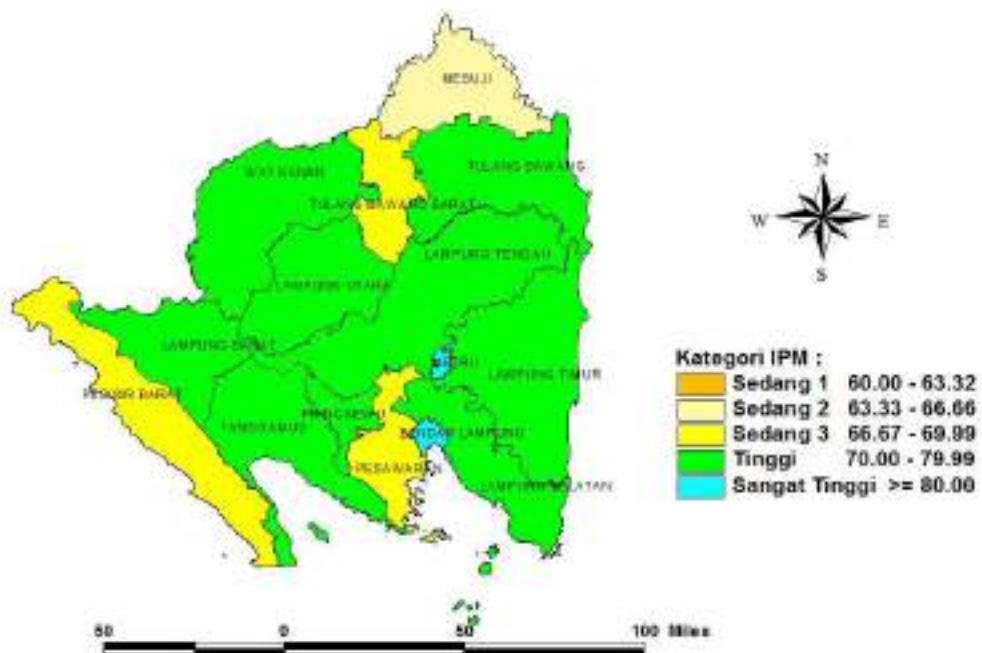 MESUJI
WAY KANAN
TULANG BAWANG
TULANG BAWANG BARAT
LAMPUNG TENGAH
LAMPUNG UTARA
LAMPUNG BARAT
METRO
LAMPUNG TIMUR
PESISIR BARAT
PRINGSEWU
TANGGAMUS
BANDAR LAMPUNG
PESAWARAN
LAMPUNG SELATAN
N
W E
S
Kategori IPM :
Sedang 1 60.00 - 63.32
Sedang 2 63.33 - 66.66
Sedang 3 66.67 - 69.99
Tinggi 70.00 - 79.99
Sangat Tinggi >= 80.00
50 0 50 100 Miles